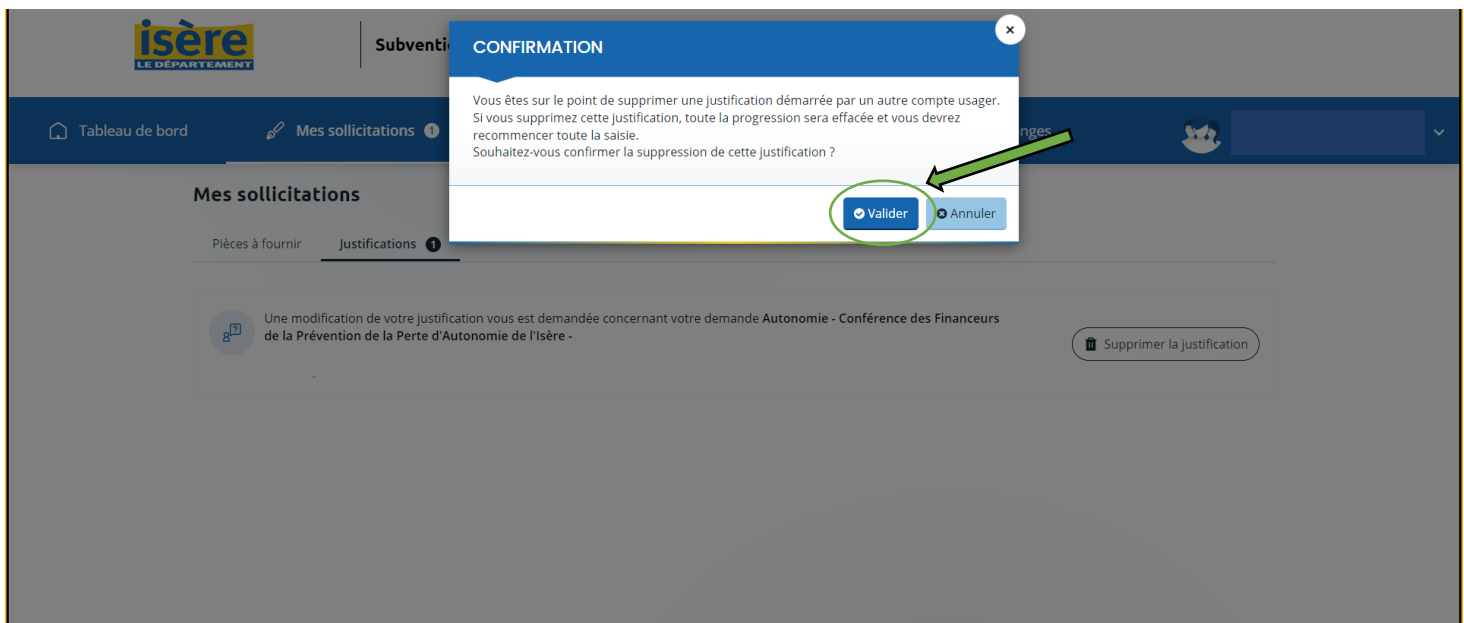 isère
LE DÉPARTEMENT
Subventi
CONFIRMATION
Vous êtes sur le point de supprimer une justification démarrée par un autre compte usager.
Si vous supprimez cette justification, toute la progression sera effacée et vous devrez
recommencer toute la saisie.
Souhaitez-vous confirmer la suppression de cette justification ?
Valider
Annuler
Tableau de bord
Mes sollicitations 1
nges
Mes sollicitations
Pièces à fournir
Justifications 1
Une modification de votre justification vous est demandée concernant votre demande Autonomie - Conférence des Financeurs
de la Prévention de la Perte d'Autonomie de l'Isère -
Supprimer la justification